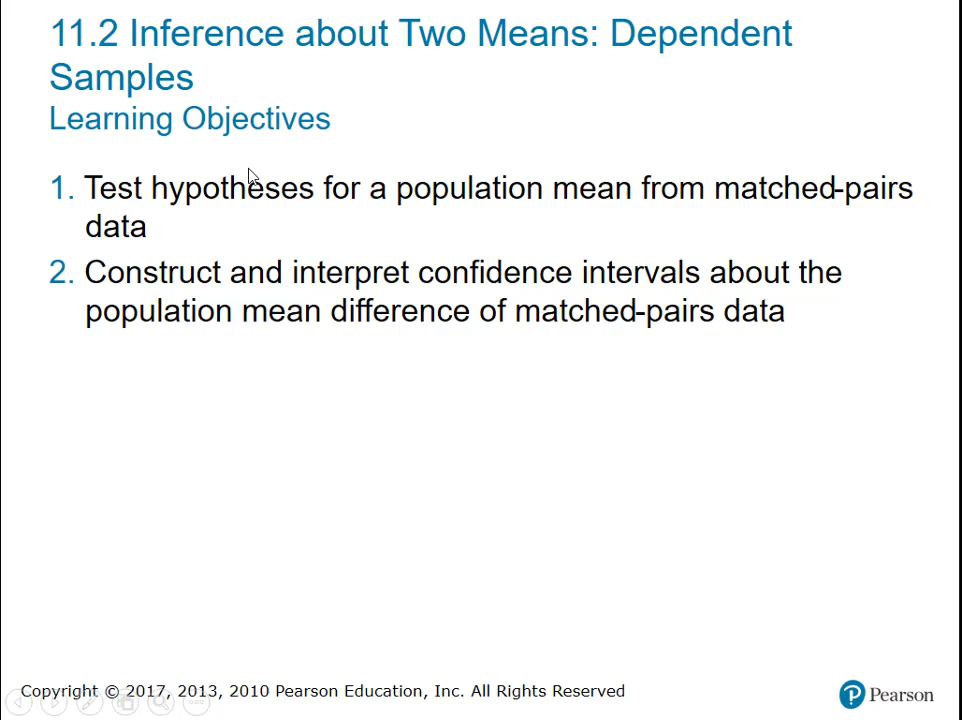 11.2 Inference about Two Means: Dependent
Samples
Learning Objectives
1. Test hypotheses for a population mean from matched-pairs
data
2. Construct and interpret confidence intervals about the
population mean difference of matched-pairs data
Copyright © 2017, 2013, 2010 Pearson Education, Inc. All Rights Reserved
Pearson